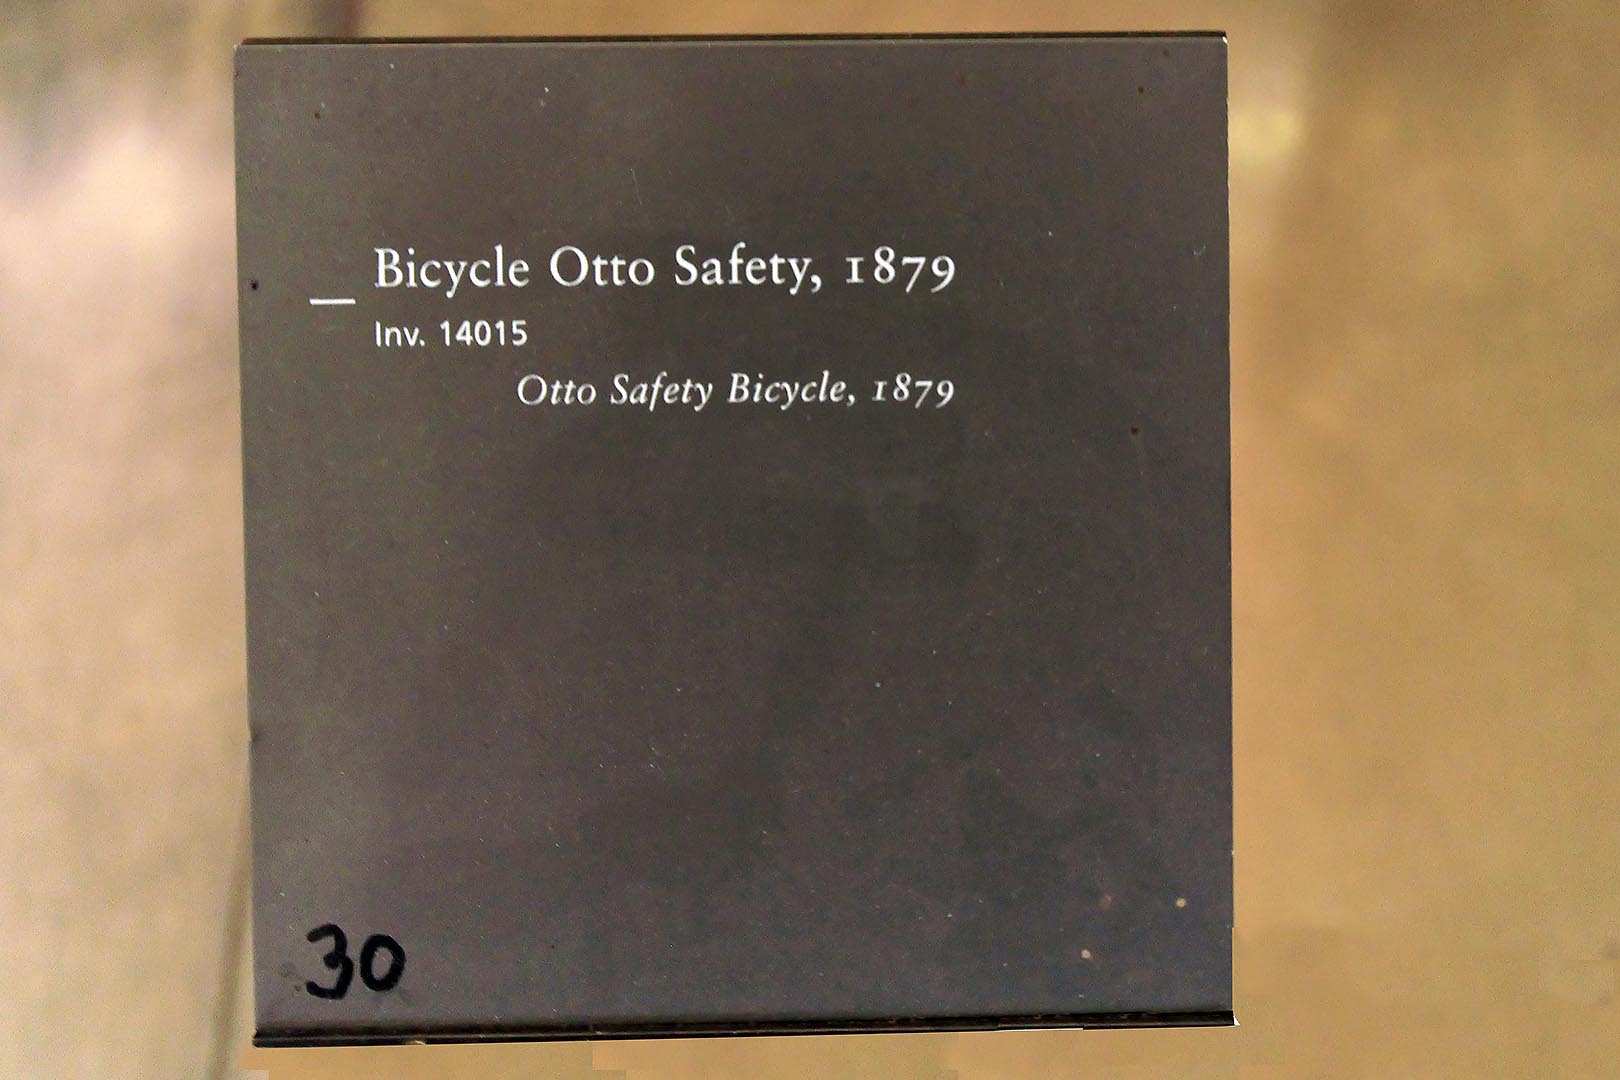 Bicycle Otto Safety, 1879
Inv. 14015
Otto Safety Bicycle, 1879
30